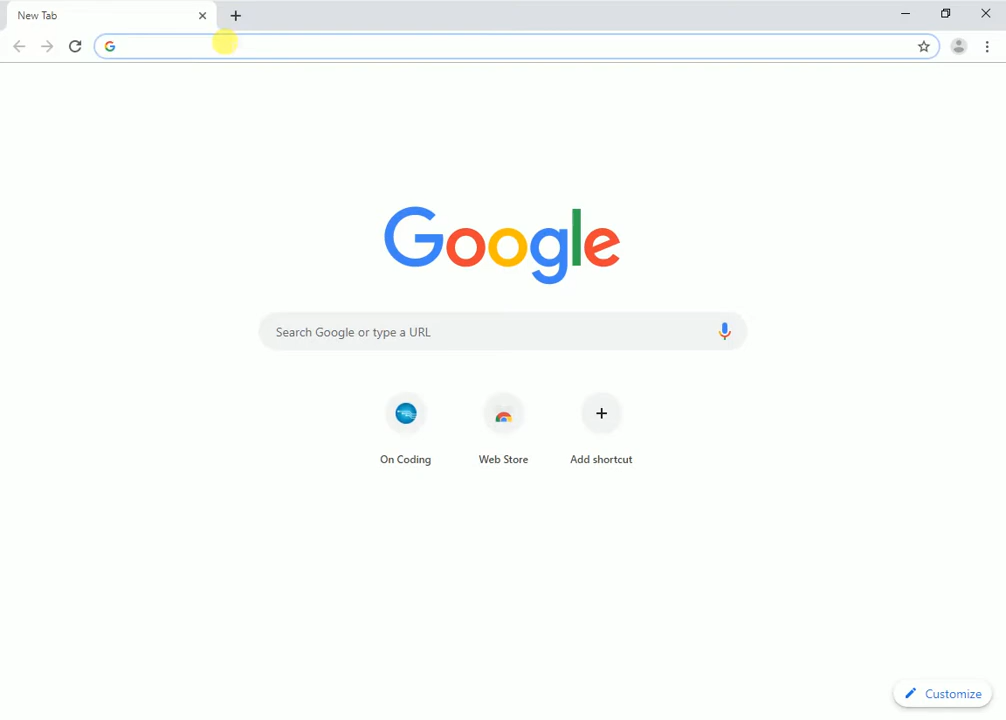 New Tab
Google
Search Google or type a URL
On Coding
Web Store
Add shortcut
Customize